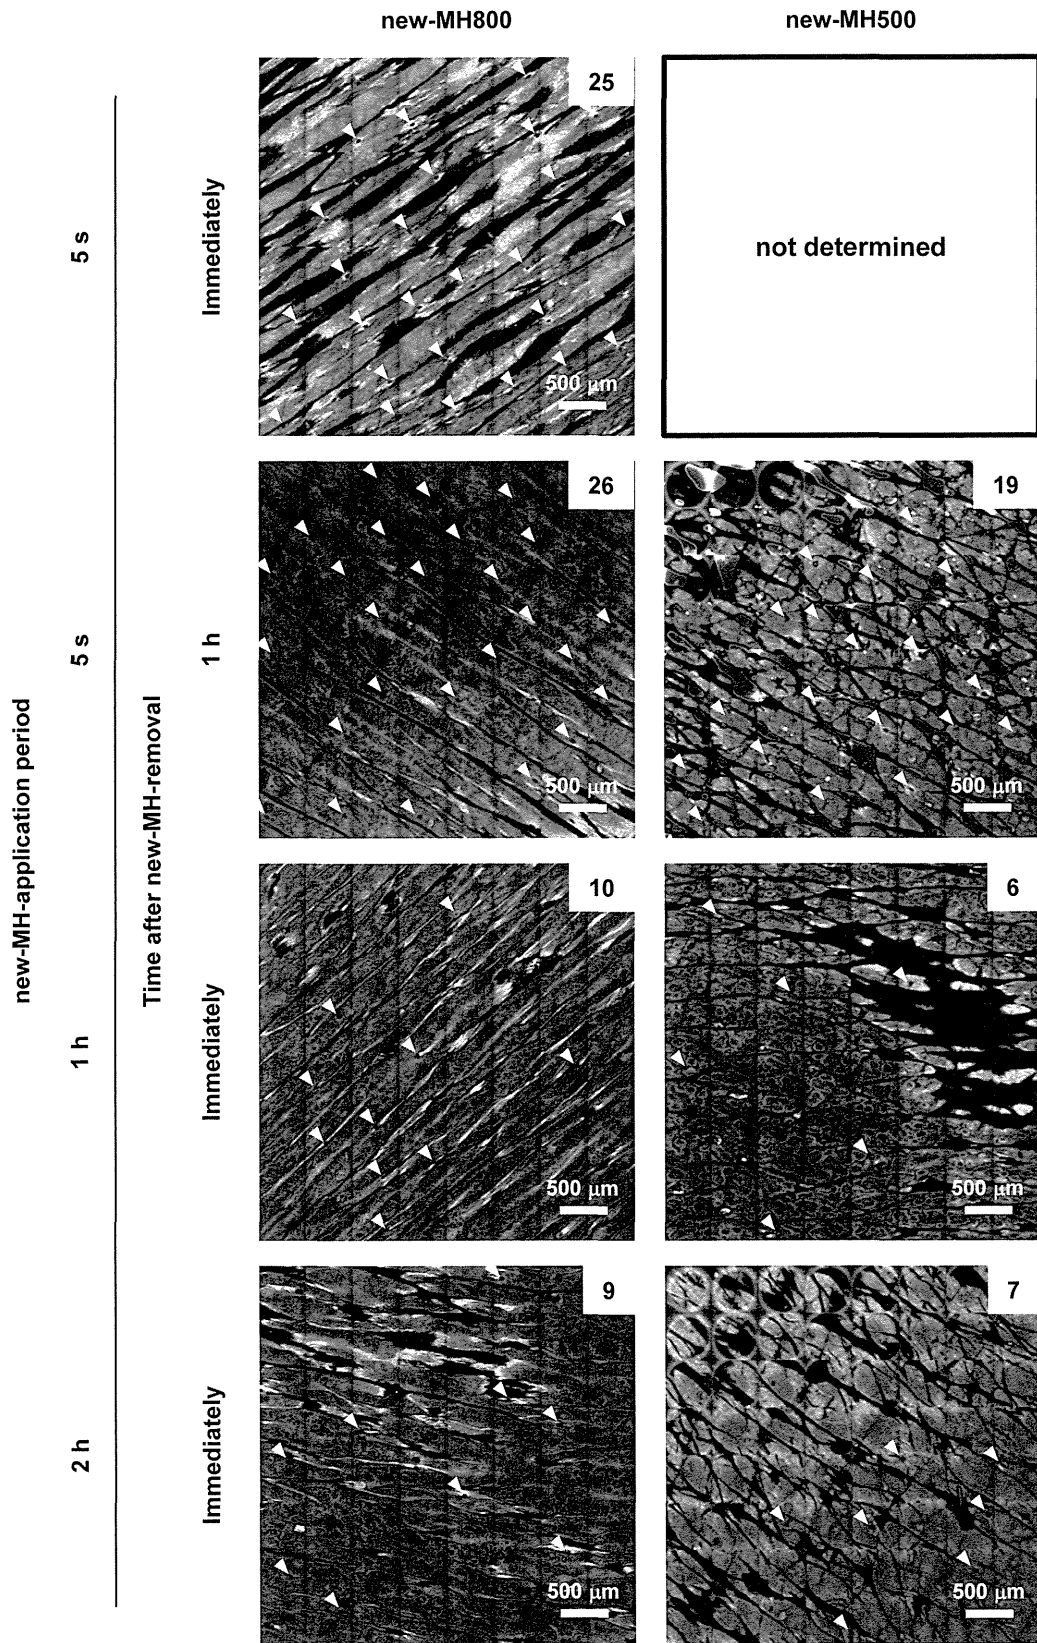 new-MH800
new-MH500
new-MH-application period
Time after new-MH-removal
5 s
Immediately
25
500 µm
not determined
5 s
1 h
26
500 µm
19
500 µm
1 h
Immediately
10
500 µm
6
500 µm
2 h
Immediately
9
500 µm
7
500 µm